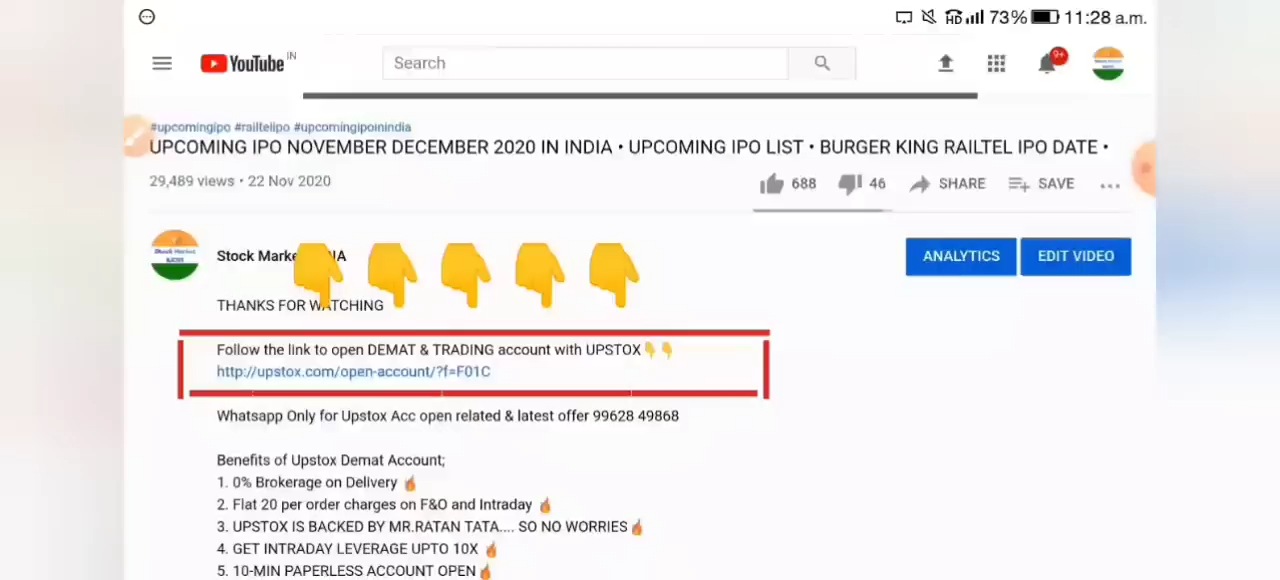 HD 73% 11:28 a.m.
YouTube IN
Search
9+
#upcomingipo #railtelipo #upcomingipoinindia
UPCOMING IPO NOVEMBER DECEMBER 2020 IN INDIA • UPCOMING IPO LIST • BURGER KING RAILTEL IPO DATE •
29,489 views • 22 Nov 2020
688 46 SHARE SAVE
Stock Marke IA
ANALYTICS EDIT VIDEO
THANKS FOR WATCHING
Follow the link to open DEMAT & TRADING account with UPSTOX👇👇
http://upstox.com/open-account/?f=F01C
Whatsapp Only for Upstox Acc open related & latest offer 99628 49868
Benefits of Upstox Demat Account;
1. 0% Brokerage on Delivery 🔥
2. Flat 20 per order charges on F&O and Intraday 🔥
3. UPSTOX IS BACKED BY MR.RATAN TATA.... SO NO WORRIES🔥
4. GET INTRADAY LEVERAGE UPTO 10X 🔥
5. 10-MIN PAPERLESS ACCOUNT OPEN🔥